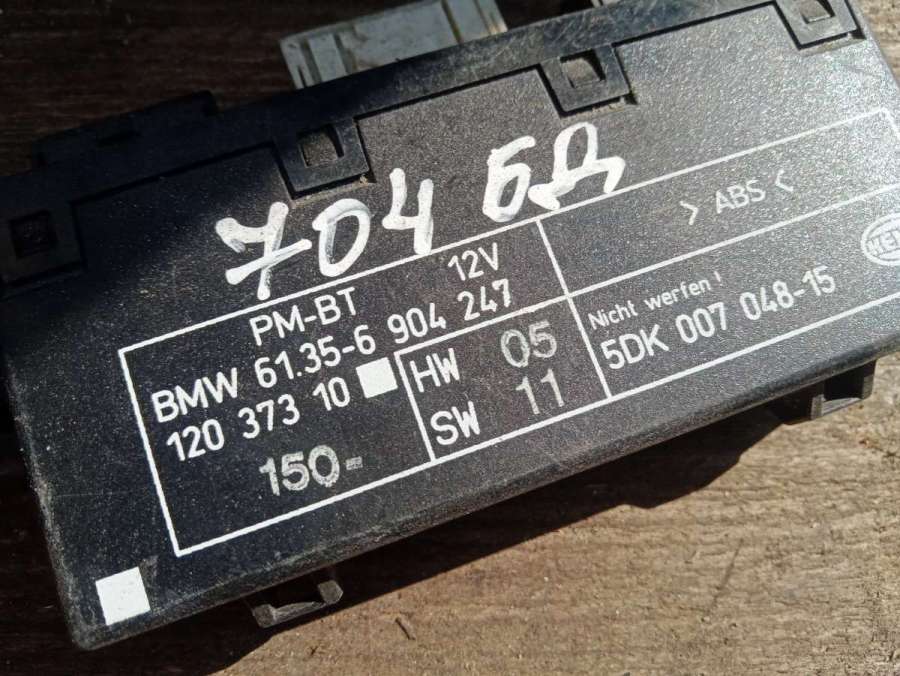 704 БД
PM-BT 12V
BMW 61.35-6 904 247
120 373 10
150-
HW 05
SW 11
> ABS <
Nicht werfen!
5DK 007 048-15